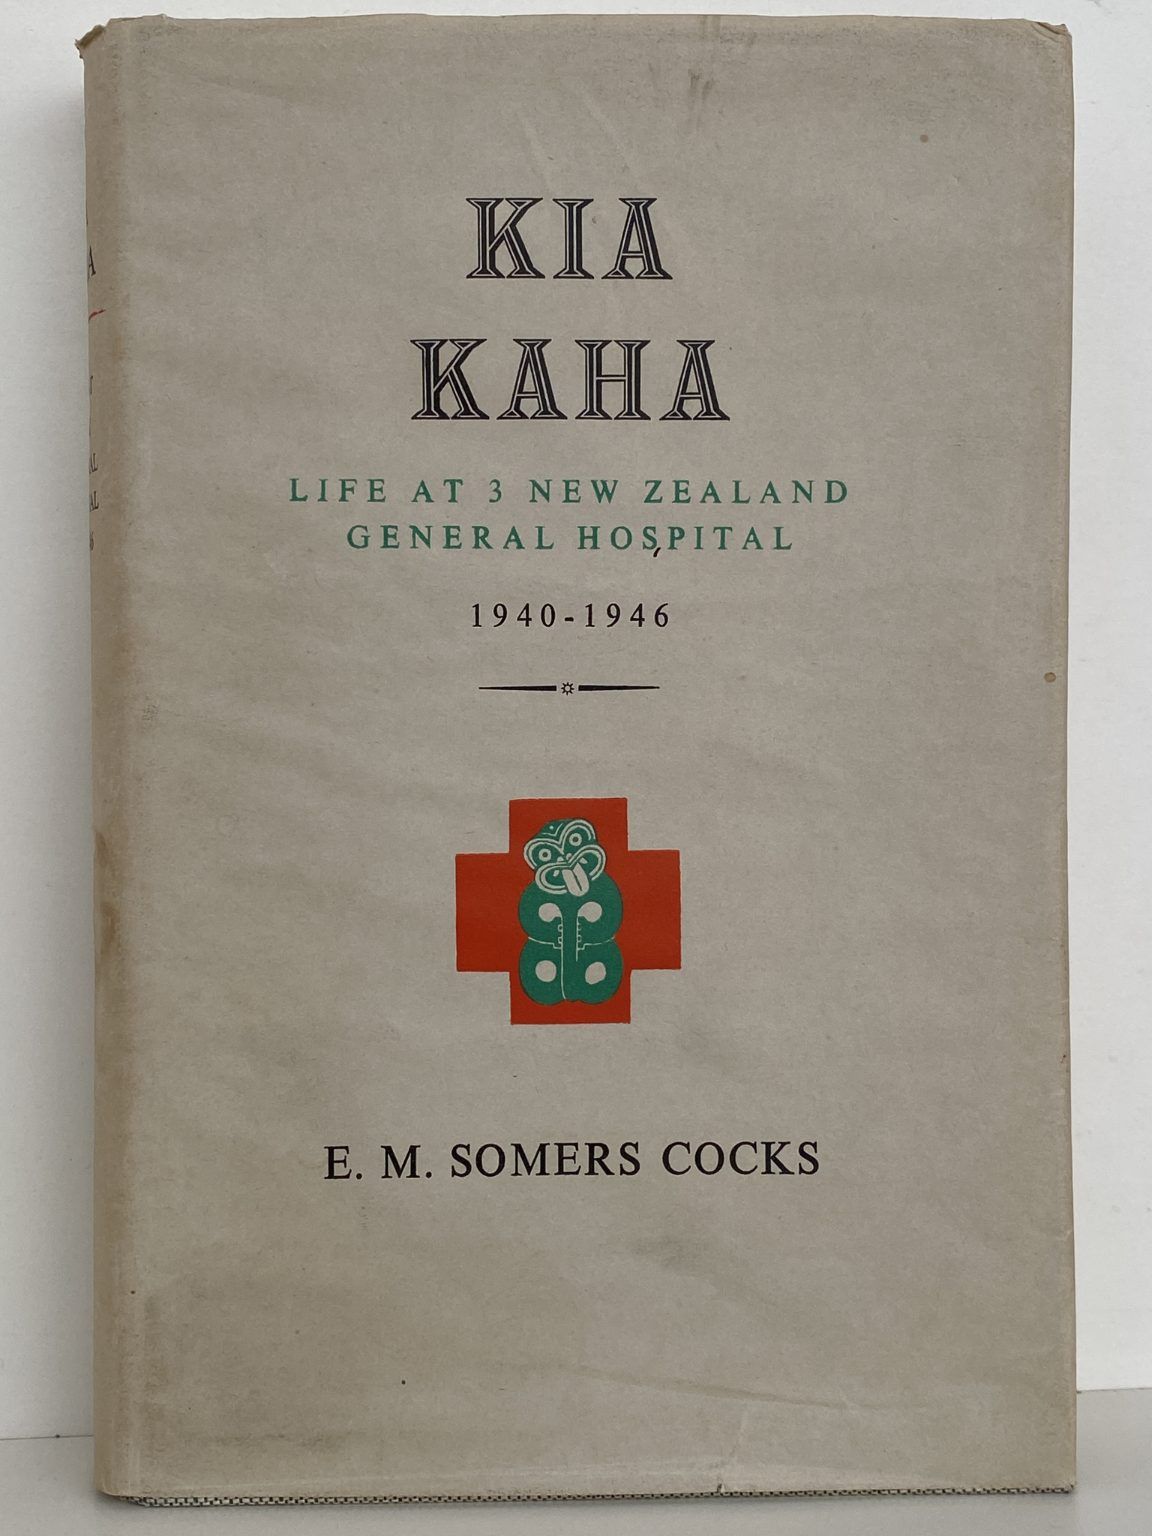 KIA
KAHA
LIFE AT 3 NEW ZEALAND
GENERAL HOSPITAL
1940-1946
E. M. SOMERS COCKS